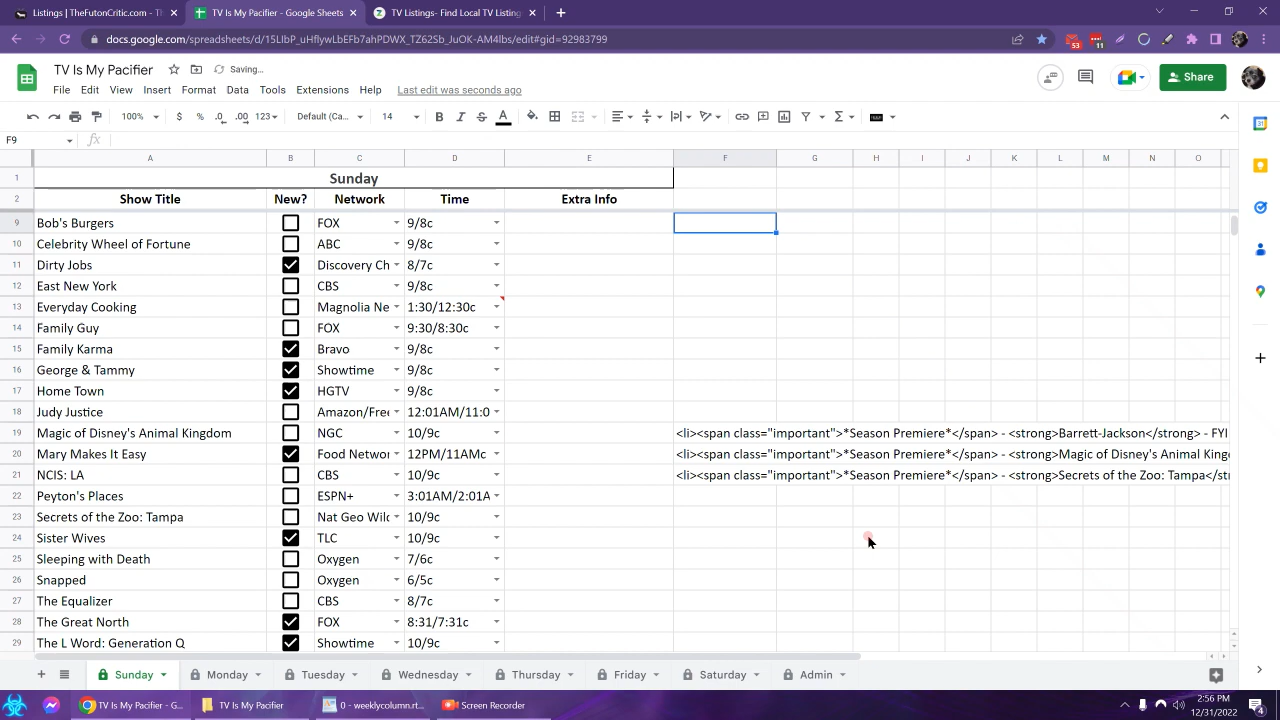 Listings | TheFutonCritic.com - Th
TV Is My Pacifier - Google Sheets
TV Listings- Find Local TV Listing
docs.google.com/spreadsheets/d/15LIbP_uHflywLbEFb7ahPDWX_TZ62Sb_JuOK-AM4lbs/edit#gid=92983799
53
11
TV Is My Pacifier
Saving...
File Edit View Insert Format Data Tools Extensions Help Last edit was seconds ago
Share
100% $ % .0 .00 123 Default (Ca... 14 B I S A
F9 fx
A B C D E F G H I J K L M N O
1 Sunday
2 Show Title New? Network Time Extra Info
9 Bob's Burgers FOX 9/8c
10 Celebrity Wheel of Fortune ABC 9/8c
11 Dirty Jobs Discovery Ch 8/7c
12 East New York CBS 9/8c
13 Everyday Cooking Magnolia Ne 1:30/12:30c
14 Family Guy FOX 9:30/8:30c
15 Family Karma Bravo 9/8c
16 George & Tammy Showtime 9/8c
17 Home Town HGTV 9/8c
18 Judy Justice Amazon/Free 12:01AM/11:0
19 Magic of Disney's Animal Kingdom NGC 10/9c <li><span class="important">*Season Premiere*</span> - <strong>Barrett-Jackson</strong> - FYI
20 Mary Makes It Easy Food Networ 12PM/11AMc <li><span class="important">*Season Premiere*</span> - <strong>Magic of Disney's Animal King
21 NCIS: LA CBS 10/9c <li><span class="important">*Season Premiere*</span> - <strong>Secrets of the Zoo: Tampa</str
22 Peyton's Places ESPN+ 3:01AM/2:01A
23 Secrets of the Zoo: Tampa Nat Geo Wild 10/9c
24 Sister Wives TLC 10/9c
25 Sleeping with Death Oxygen 7/6c
26 Snapped Oxygen 6/5c
27 The Equalizer CBS 8/7c
28 The Great North FOX 8:31/7:31c
29 The L Word: Generation Q Showtime 10/9c
Sunday Monday Tuesday Wednesday Thursday Friday Saturday Admin
TV Is My Pacifier - G...
TV Is My Pacifier
0 - weeklycolumn.rt...
Screen Recorder
2:56 PM
12/31/2022
4